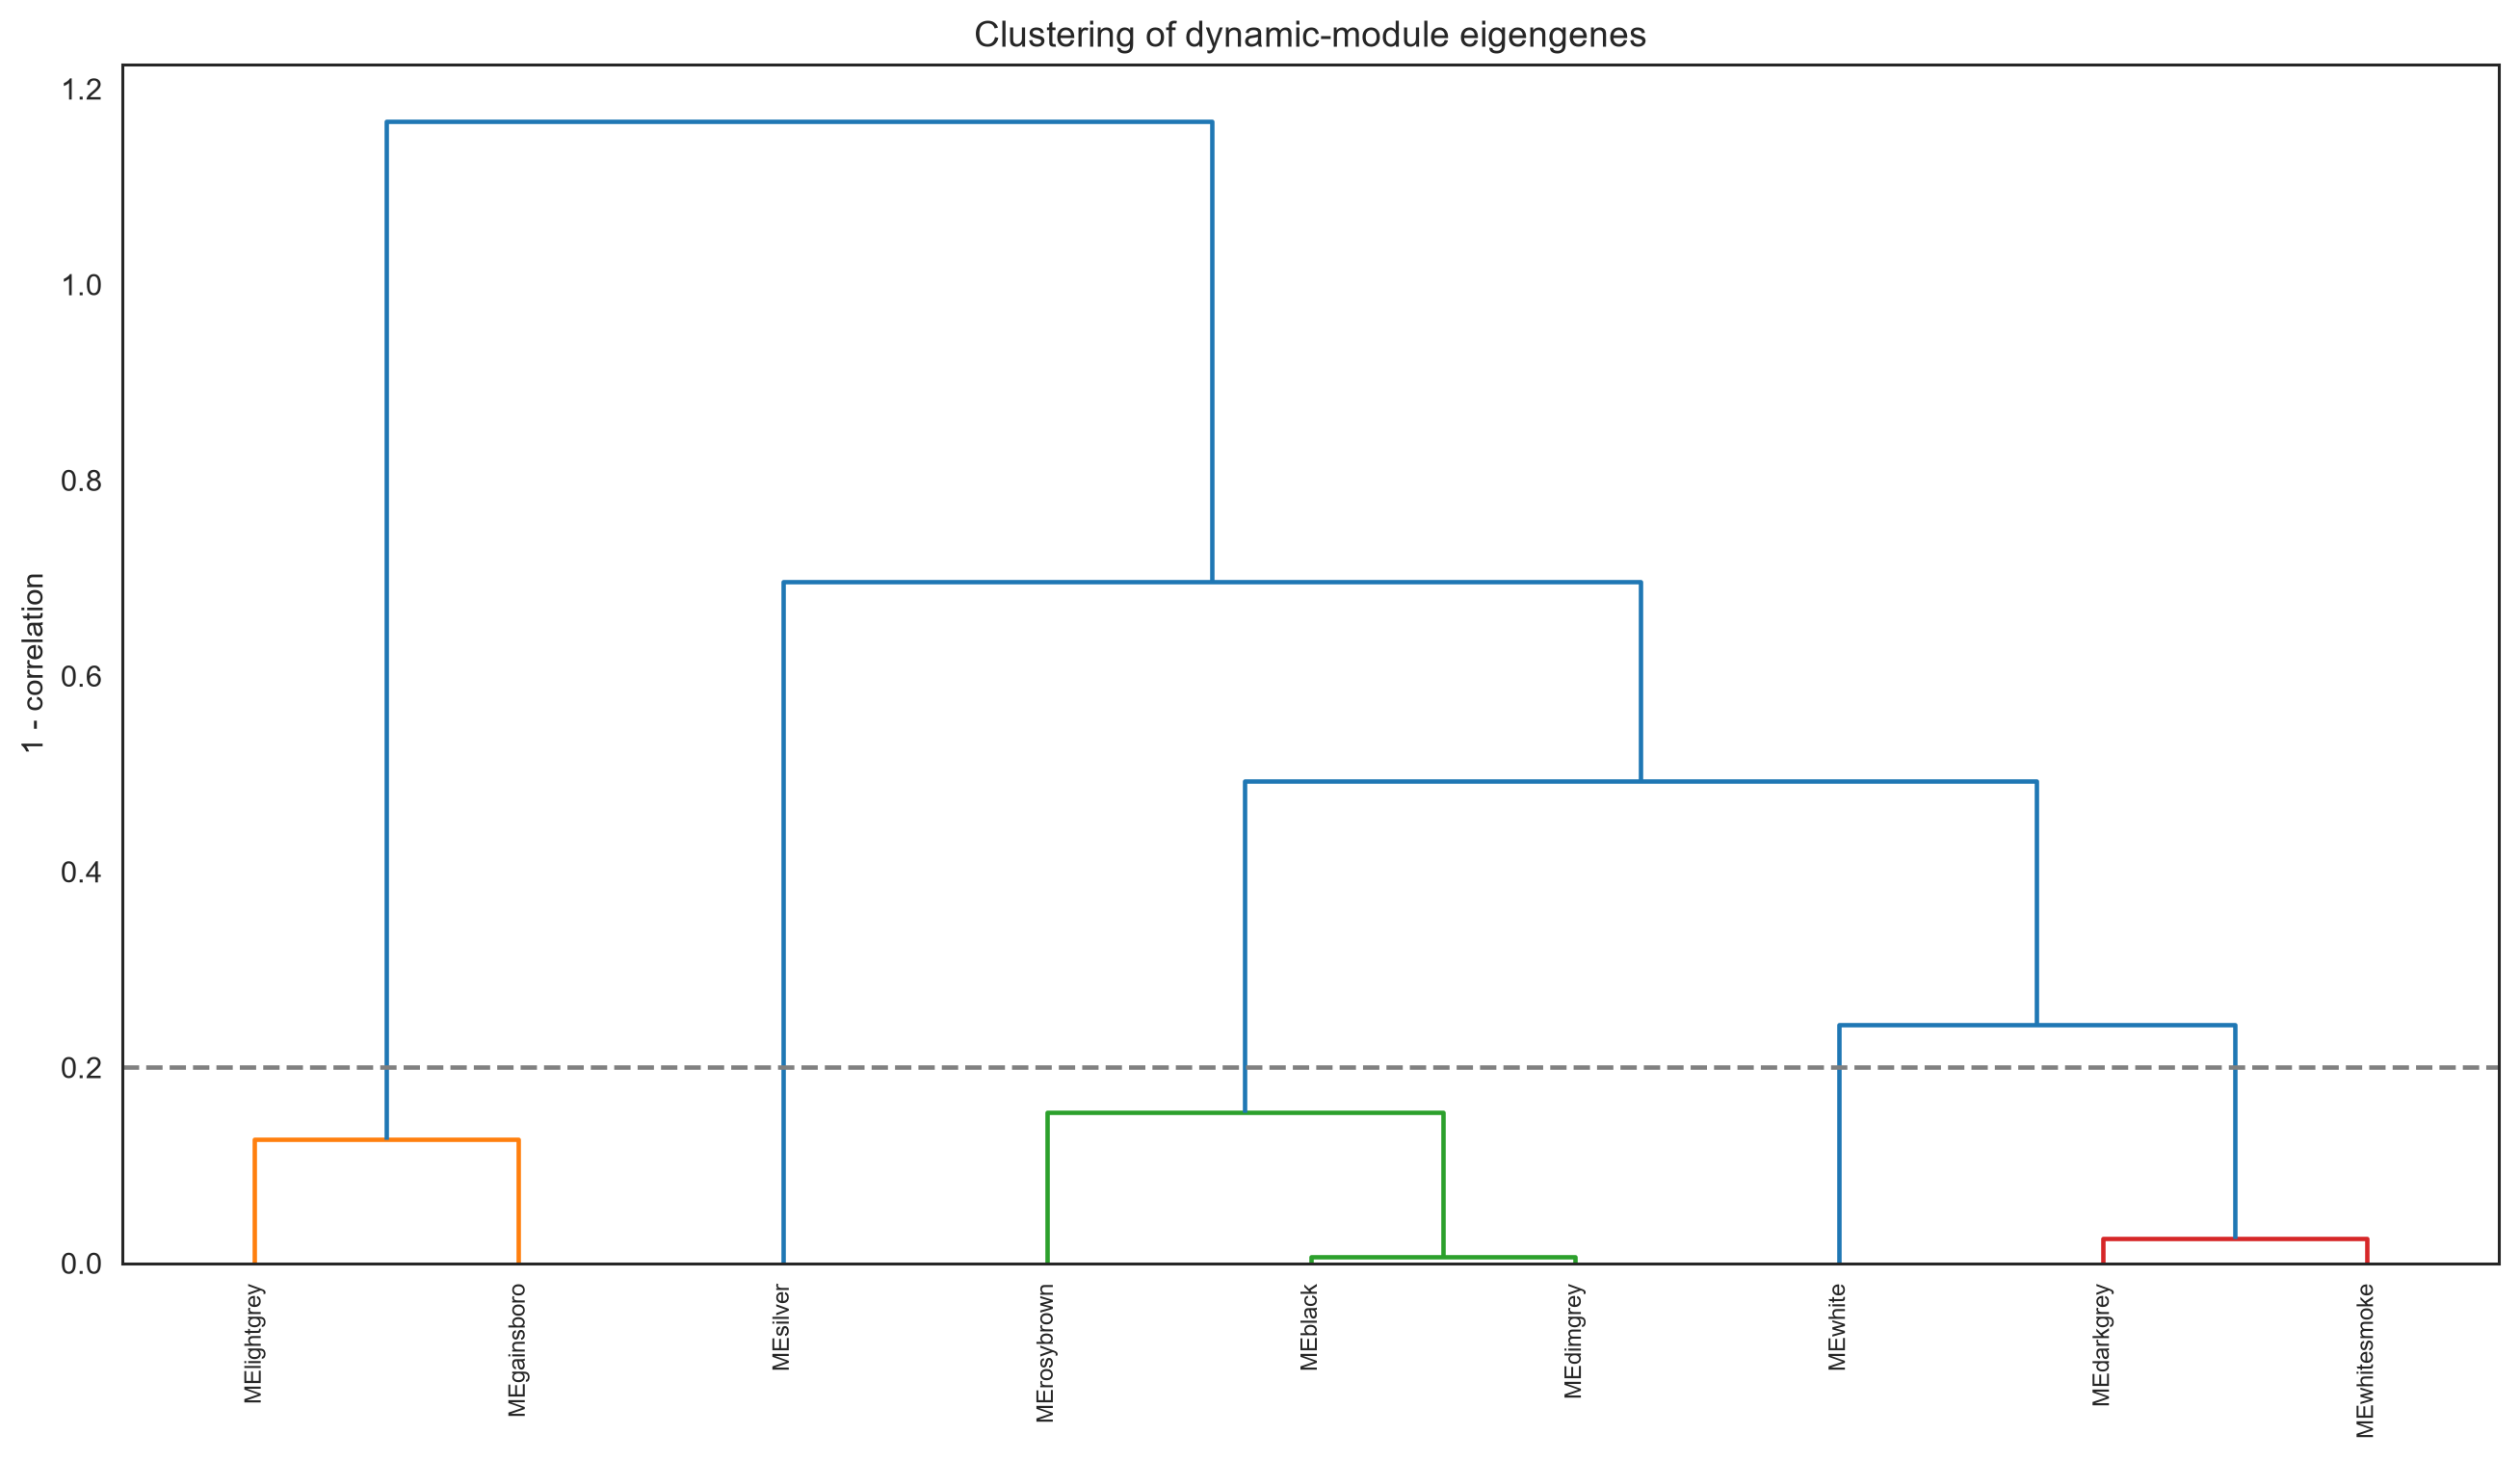 Clustering of dynamic-module eigengenes
1.2
1.0
0.8
0.6
0.4
0.2
0.0
1 - correlation
MElightgrey
MEgainsboro
MEsilver
MErosybrown
MEblack
MEdimgrey
MEwhite
MEdarkgrey
MEwhitesmoke